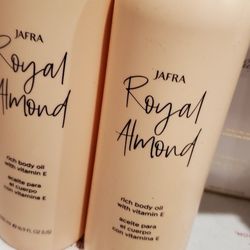 JAFRA
Royal
Almond
rich body oil
with vitamin E
aceite para
el cuerpo
con vitamina E
JAFRA
Royal
Almond
rich body oil
with vitamin E
aceite para
el cuerpo
con vitamina E